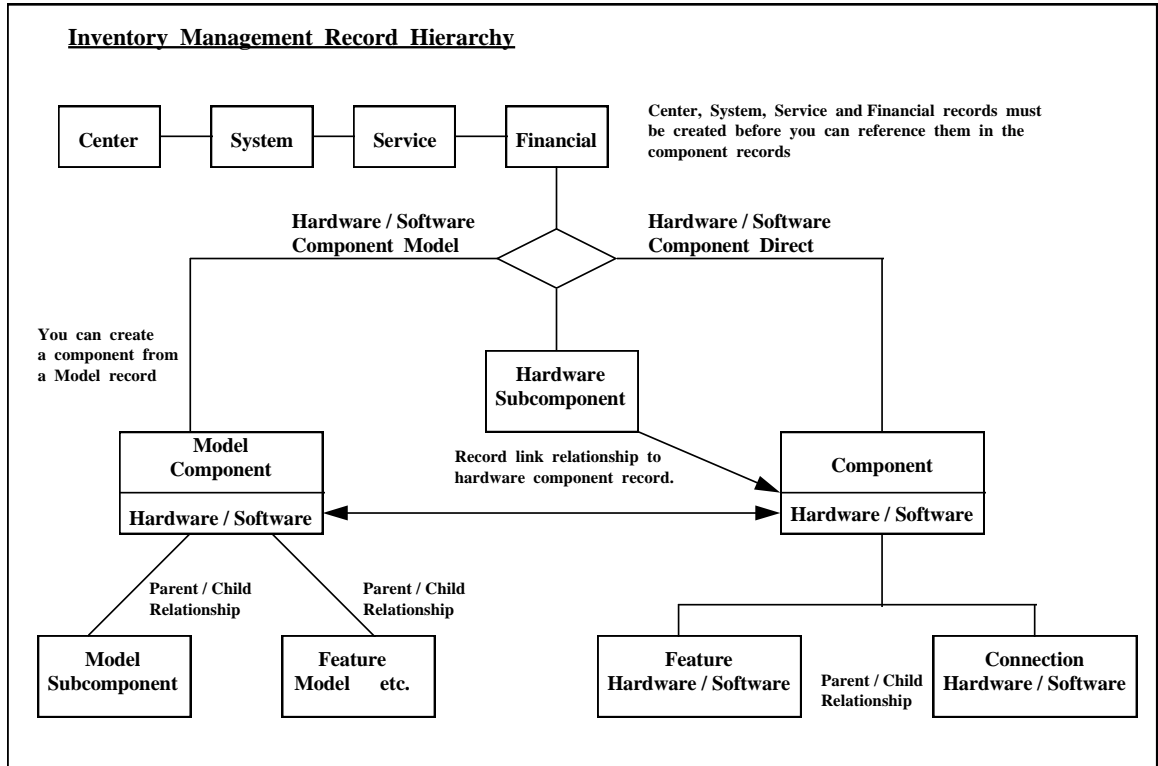 Inventory Management Record Hierarchy
Center
System
Service
Financial
Center, System, Service and Financial records must
be created before you can reference them in the
component records
Hardware / Software
Component Model
Hardware / Software
Component Direct
You can create
a component from
a Model record
Hardware
Subcomponent
Model
Component
Hardware / Software
Record link relationship to
hardware component record.
Component
Hardware / Software
Parent / Child
Relationship
Parent / Child
Relationship
Model
Subcomponent
Feature
Model etc.
Feature
Hardware / Software
Parent / Child
Relationship
Connection
Hardware / Software